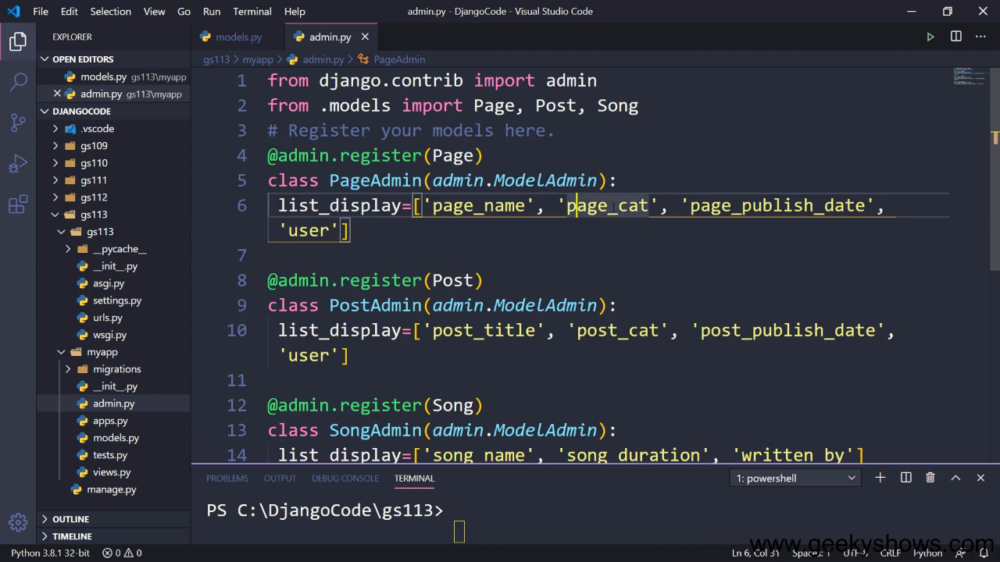 File Edit Selection View Go Run Terminal Help admin.py - DjangoCode - Visual Studio Code
EXPLORER
OPEN EDITORS
models.py gs113\myapp
admin.py gs113\myapp
DJANGOCODE
.vscode
gs109
gs110
gs111
gs112
gs113
gs113
__pycache__
__init__.py
asgi.py
settings.py
urls.py
wsgi.py
myapp
migrations
__init__.py
admin.py
apps.py
models.py
tests.py
views.py
manage.py
OUTLINE
TIMELINE
models.py admin.py
gs113 > myapp > admin.py > PageAdmin
1 from django.contrib import admin
2 from .models import Page, Post, Song
3 # Register your models here.
4 @admin.register(Page)
5 class PageAdmin(admin.ModelAdmin):
6 list_display=['page_name', 'page_cat', 'page_publish_date',
'user']
7
8 @admin.register(Post)
9 class PostAdmin(admin.ModelAdmin):
10 list_display=['post_title', 'post_cat', 'post_publish_date',
'user']
11
12 @admin.register(Song)
13 class SongAdmin(admin.ModelAdmin):
14 list_display=['song_name', 'song_duration', 'written_by']
PROBLEMS OUTPUT DEBUG CONSOLE TERMINAL 1: powershell
PS C:\DjangoCode\gs113>
www.geekyshows.com
Python 3.8.1 32-bit 0 0 Ln 6, Col 31 Spaces: 1 UTF-8 CRLF Python